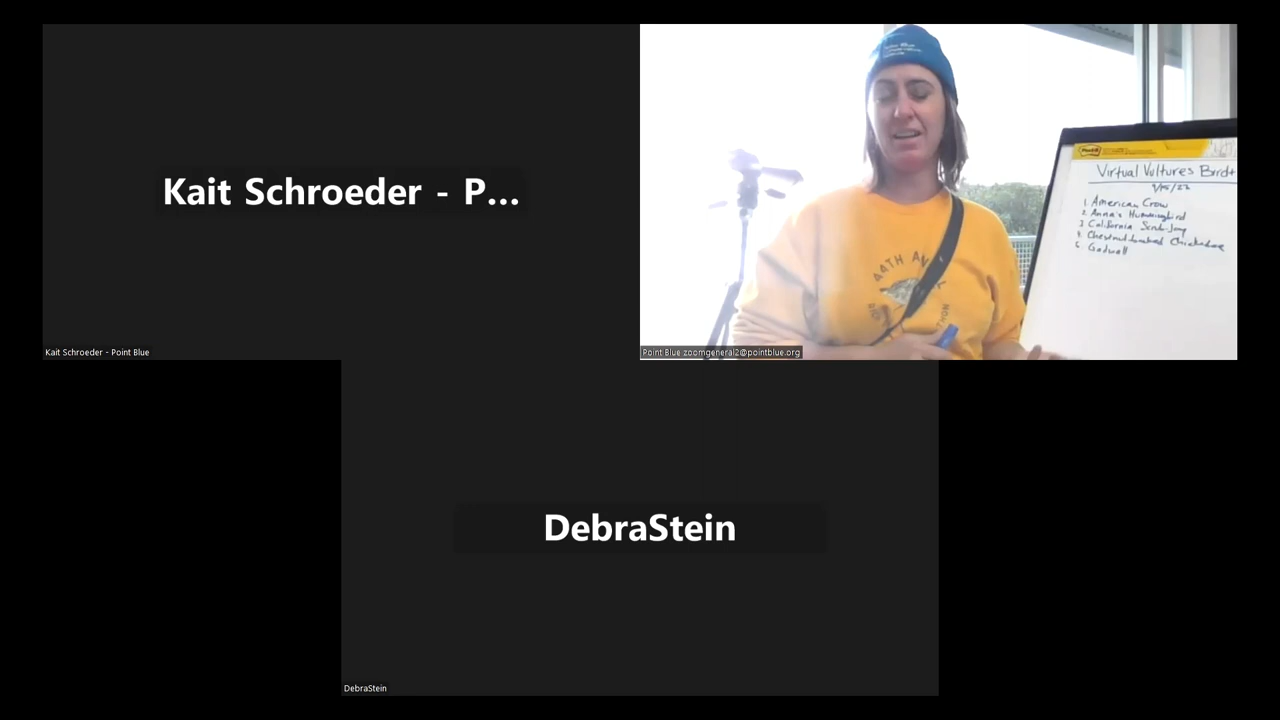 Kait Schroeder - P...
Kait Schroeder - Point Blue
Virtual Vultures Bird
1 American Crow
2. Anna's Hummingbird
3 California Scrub-Jay
4. Chestnut-backed Chickadee
Gadwall
44TH
Point Blue zoomgeneral2@pointblue.org
DebraStein
DebraStein